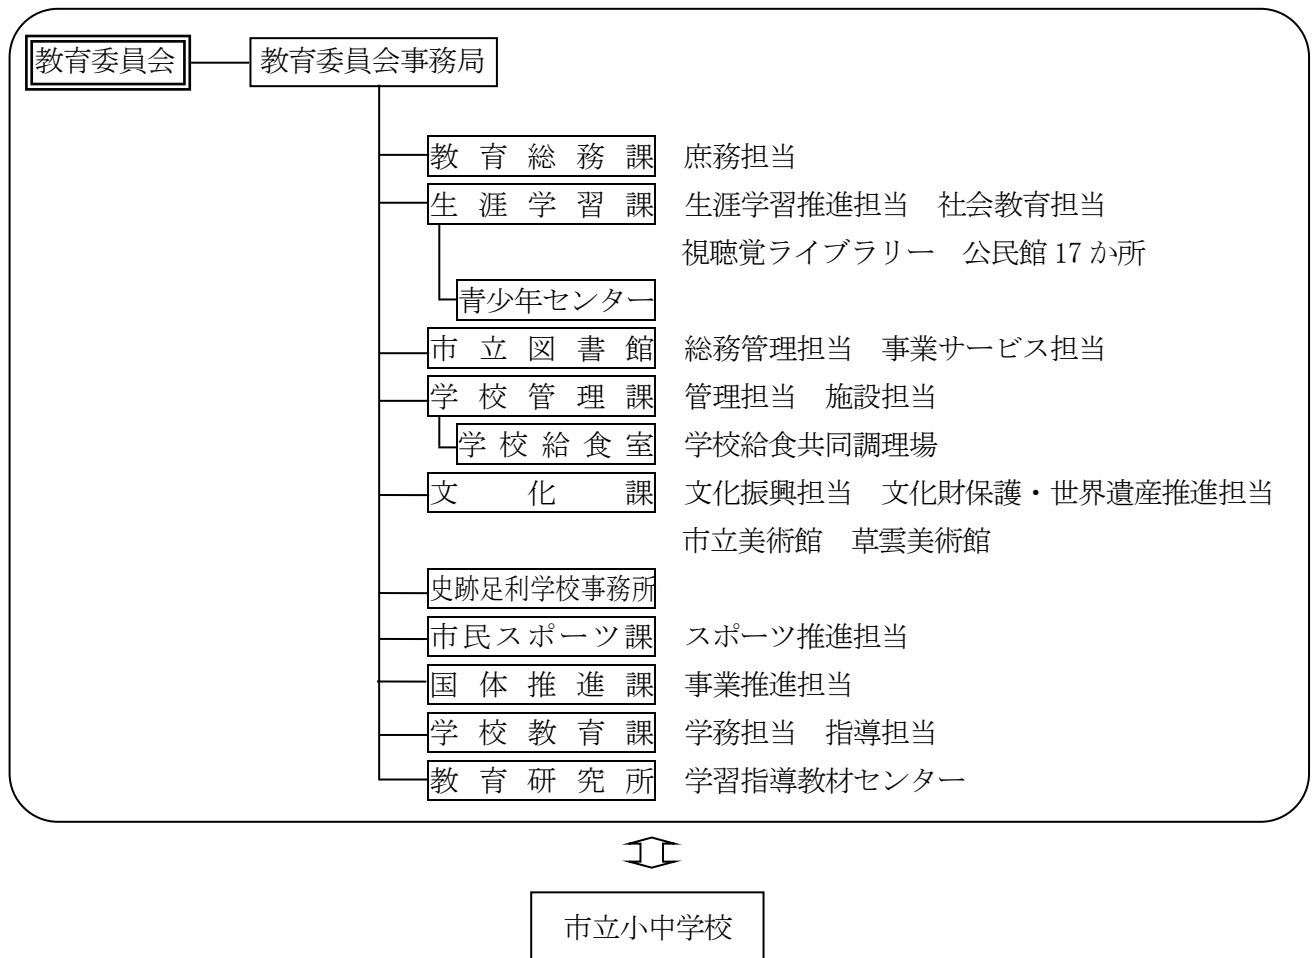 教育委員会 教育委員会事務局
教育総務課 庶務担当
生涯学習課 生涯学習推進担当 社会教育担当
視聴覚ライブラリー 公民館17か所
青少年センター
市立図書館 総務管理担当 事業サービス担当
学校管理課 管理担当 施設担当
学校給食室 学校給食共同調理場
文化課 文化振興担当 文化財保護・世界遺産推進担当
市立美術館 草雲美術館
史跡足利学校事務所
市民スポーツ課 スポーツ推進担当
国体推進課 事業推進担当
学校教育課 学務担当 指導担当
教育研究所 学習指導教材センター
市立小中学校